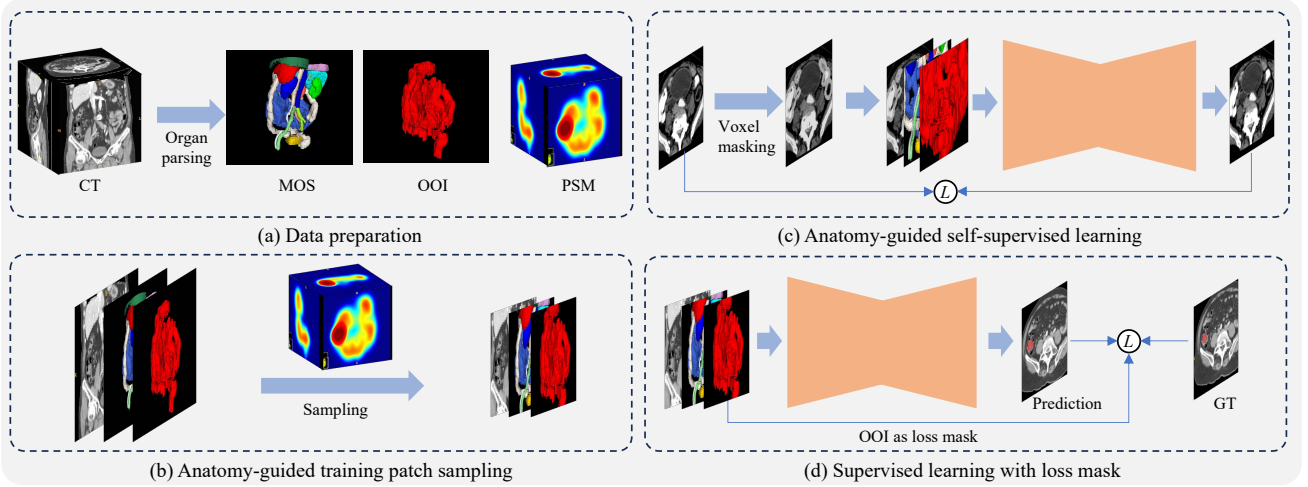 CT
Organ
parsing
MOS
OOI
PSM
(a) Data preparation
Voxel
masking
L
(c) Anatomy-guided self-supervised learning
Sampling
(b) Anatomy-guided training patch sampling
L
Prediction
GT
OOI as loss mask
(d) Supervised learning with loss mask